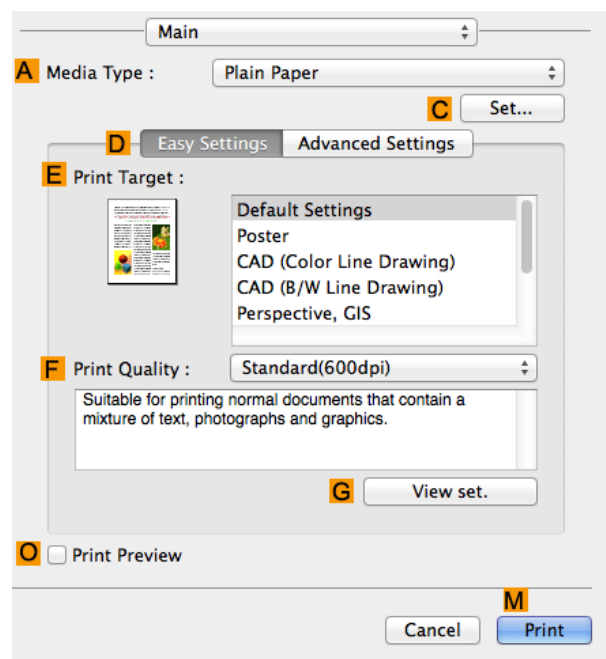 Main
A Media Type : Plain Paper
C Set...
D Easy Settings Advanced Settings
E Print Target :
Default Settings
Poster
CAD (Color Line Drawing)
CAD (B/W Line Drawing)
Perspective, GIS
F Print Quality : Standard(600dpi)
Suitable for printing normal documents that contain a
mixture of text, photographs and graphics.
G View set.
O Print Preview
M
Cancel Print